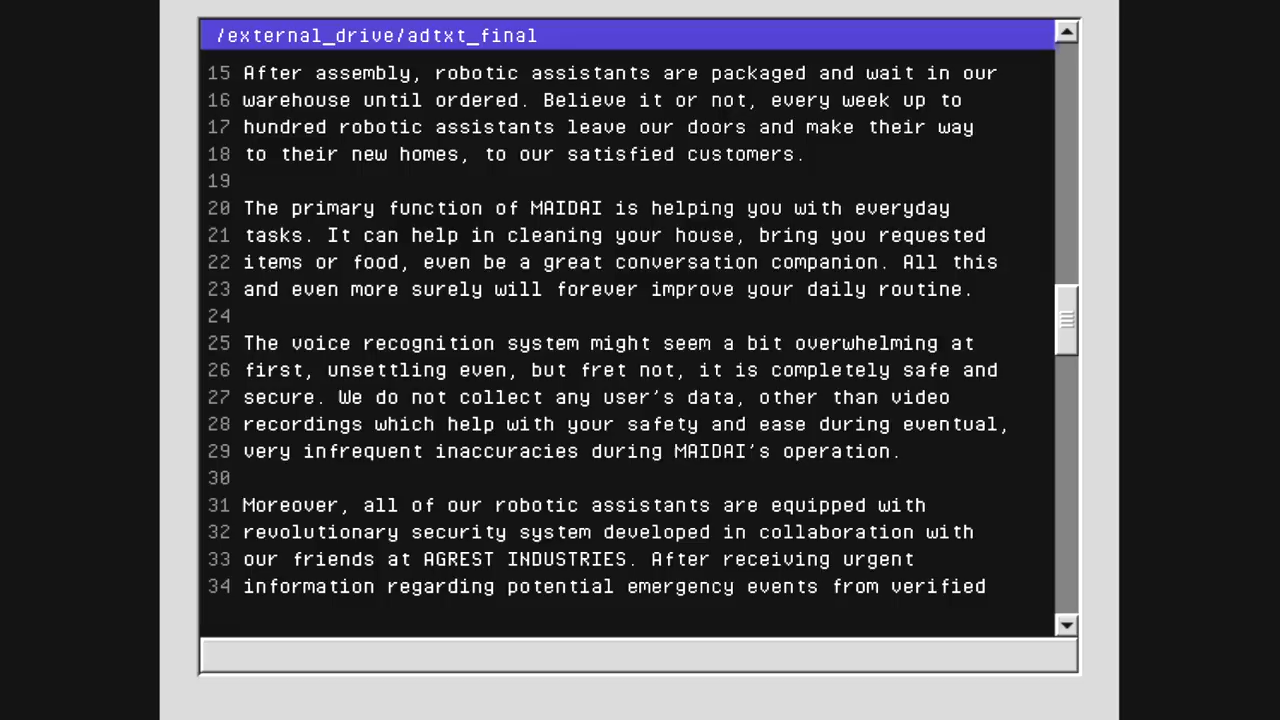 /external_drive/adtxt_final
15 After assembly, robotic assistants are packaged and wait in our
16 warehouse until ordered. Believe it or not, every week up to
17 hundred robotic assistants leave our doors and make their way
18 to their new homes, to our satisfied customers.
19
20 The primary function of MAIDAI is helping you with everyday
21 tasks. It can help in cleaning your house, bring you requested
22 items or food, even be a great conversation companion. All this
23 and even more surely will forever improve your daily routine.
24
25 The voice recognition system might seem a bit overwhelming at
26 first, unsettling even, but fret not, it is completely safe and
27 secure. We do not collect any user's data, other than video
28 recordings which help with your safety and ease during eventual,
29 very infrequent inaccuracies during MAIDAI's operation.
30
31 Moreover, all of our robotic assistants are equipped with
32 revolutionary security system developed in collaboration with
33 our friends at AGREST INDUSTRIES. After receiving urgent
34 information regarding potential emergency events from verified